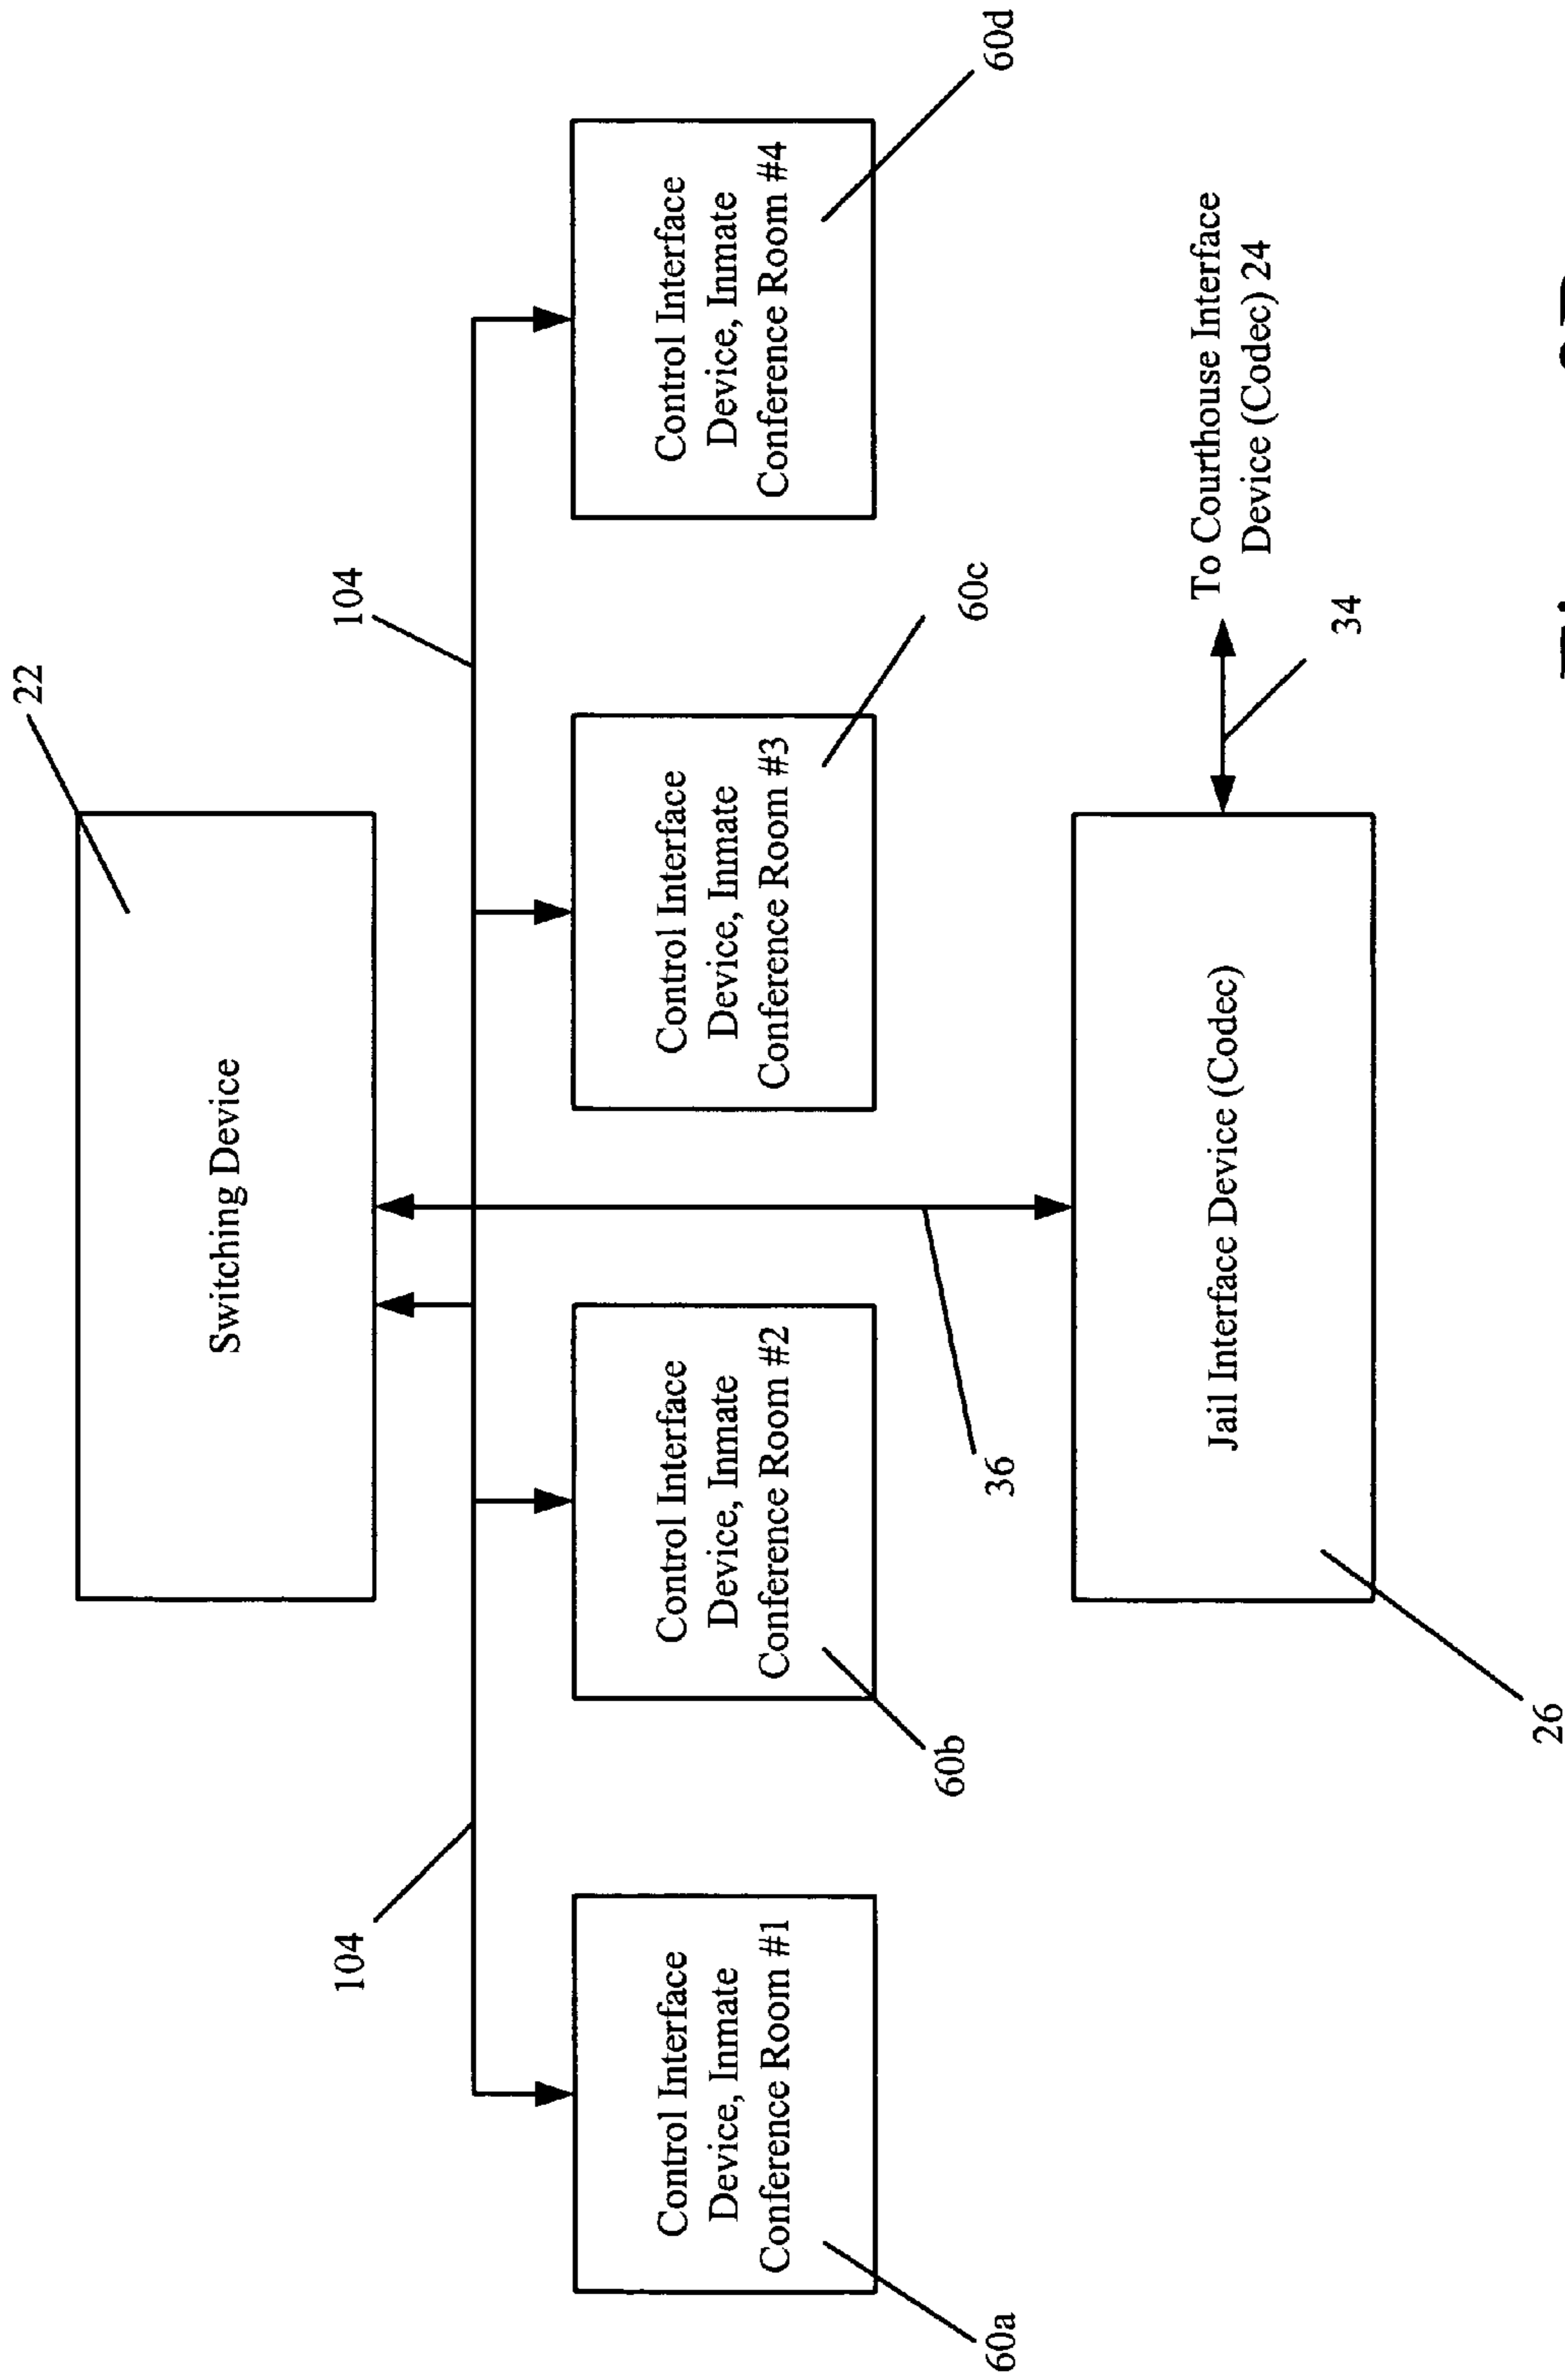 22
Switching Device
104
104
Control Interface
Device, Inmate
Conference Room #1
Control Interface
Device, Inmate
Conference Room #2
Control Interface
Device, Inmate
Conference Room #3
Control Interface
Device, Inmate
Conference Room #4
60a
60b
36
60c
60d
Jail Interface Device (Codec)
To Courthouse Interface
Device (Codec) 24
34
26